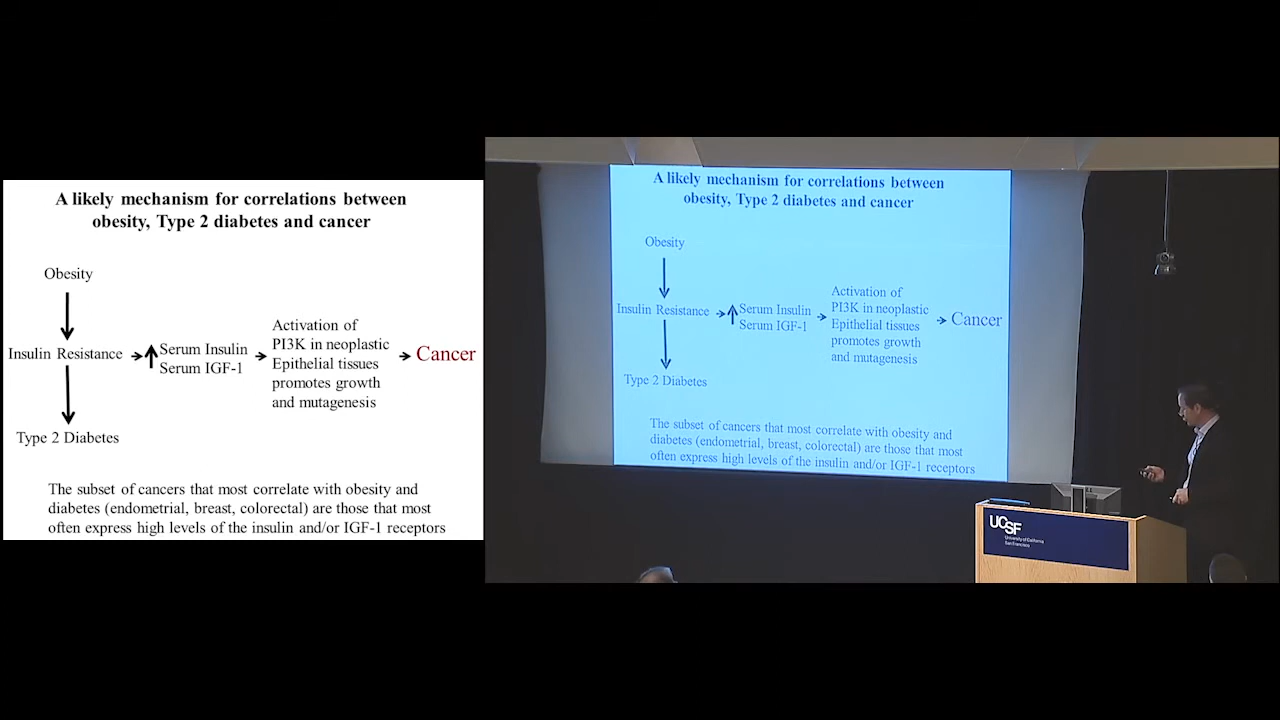 A likely mechanism for correlations between
obesity, Type 2 diabetes and cancer
Obesity
Insulin Resistance
Serum Insulin
Serum IGF-1
Activation of
PI3K in neoplastic
Epithelial tissues
promotes growth
and mutagenesis
Cancer
Type 2 Diabetes
The subset of cancers that most correlate with obesity and
diabetes (endometrial, breast, colorectal) are those that most
often express high levels of the insulin and/or IGF-1 receptors
A likely mechanism for correlations between
obesity, Type 2 diabetes and cancer
Obesity
Insulin Resistance
Serum Insulin
Serum IGF-1
Activation of
PI3K in neoplastic
Epithelial tissues
promotes growth
and mutagenesis
Cancer
Type 2 Diabetes
The subset of cancers that most correlate with obesity and
diabetes (endometrial, breast, colorectal) are those that most
often express high levels of the insulin and/or IGF-1 receptors
UCSF
University of California
San Francisco